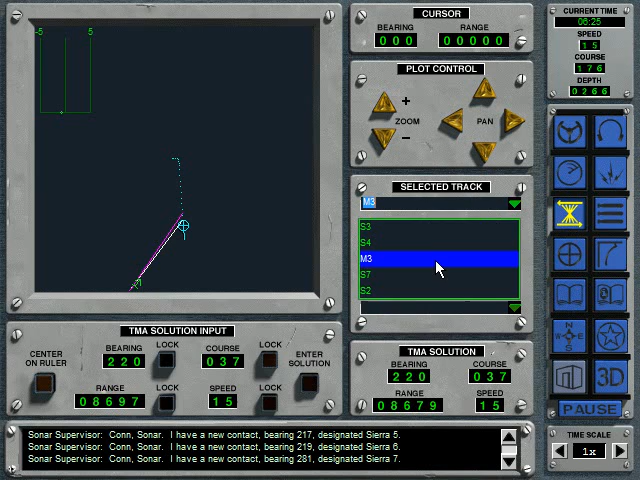 -5 5
CURSOR
BEARING RANGE
000 00000
PLOT CONTROL
+
ZOOM PAN
−
SELECTED TRACK
M3
S3
S4
M3
S7
S2
TMA SOLUTION INPUT
CENTER ON RULER
BEARING LOCK COURSE LOCK
220 037
ENTER SOLUTION
RANGE LOCK SPEED LOCK
08697 15
TMA SOLUTION
BEARING COURSE
220 037
RANGE SPEED
08679 15
Sonar Supervisor: Conn, Sonar. I have a new contact, bearing 217, designated Sierra 5.
Sonar Supervisor: Conn, Sonar. I have a new contact, bearing 219, designated Sierra 6.
Sonar Supervisor: Conn, Sonar. I have a new contact, bearing 281, designated Sierra 7.
CURRENT TIME
06:25
SPEED
15
COURSE
176
DEPTH
0266
N
W E
S
3D
PAUSE
TIME SCALE
1x